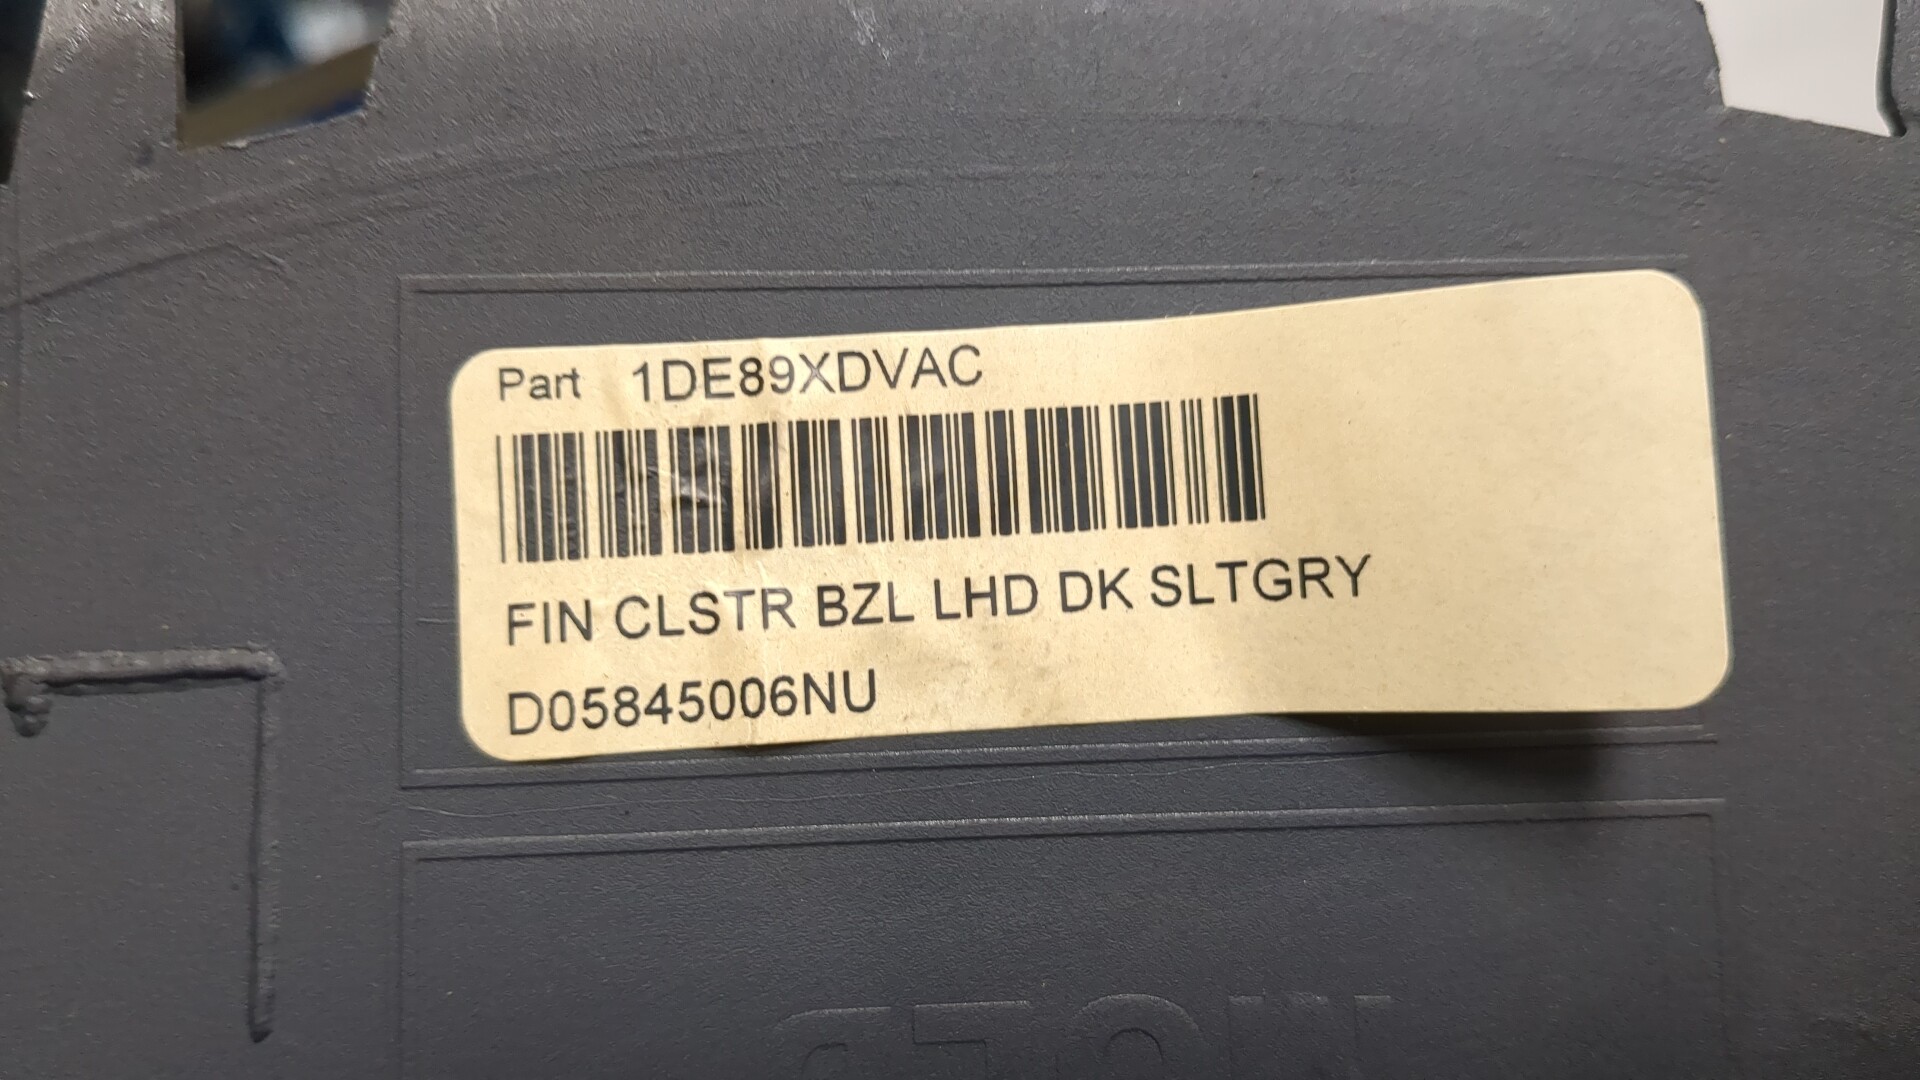 Part 1DE89XDVAC
FIN CLSTR BZL LHD DK SLTGRY
D05845006NU